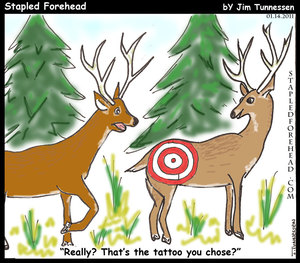 Stapled Forehead
by Jim Tunnessen
01.14.2011
STAPLEDFOREHEAD.COM
"Really? That's the tattoo you chose?"